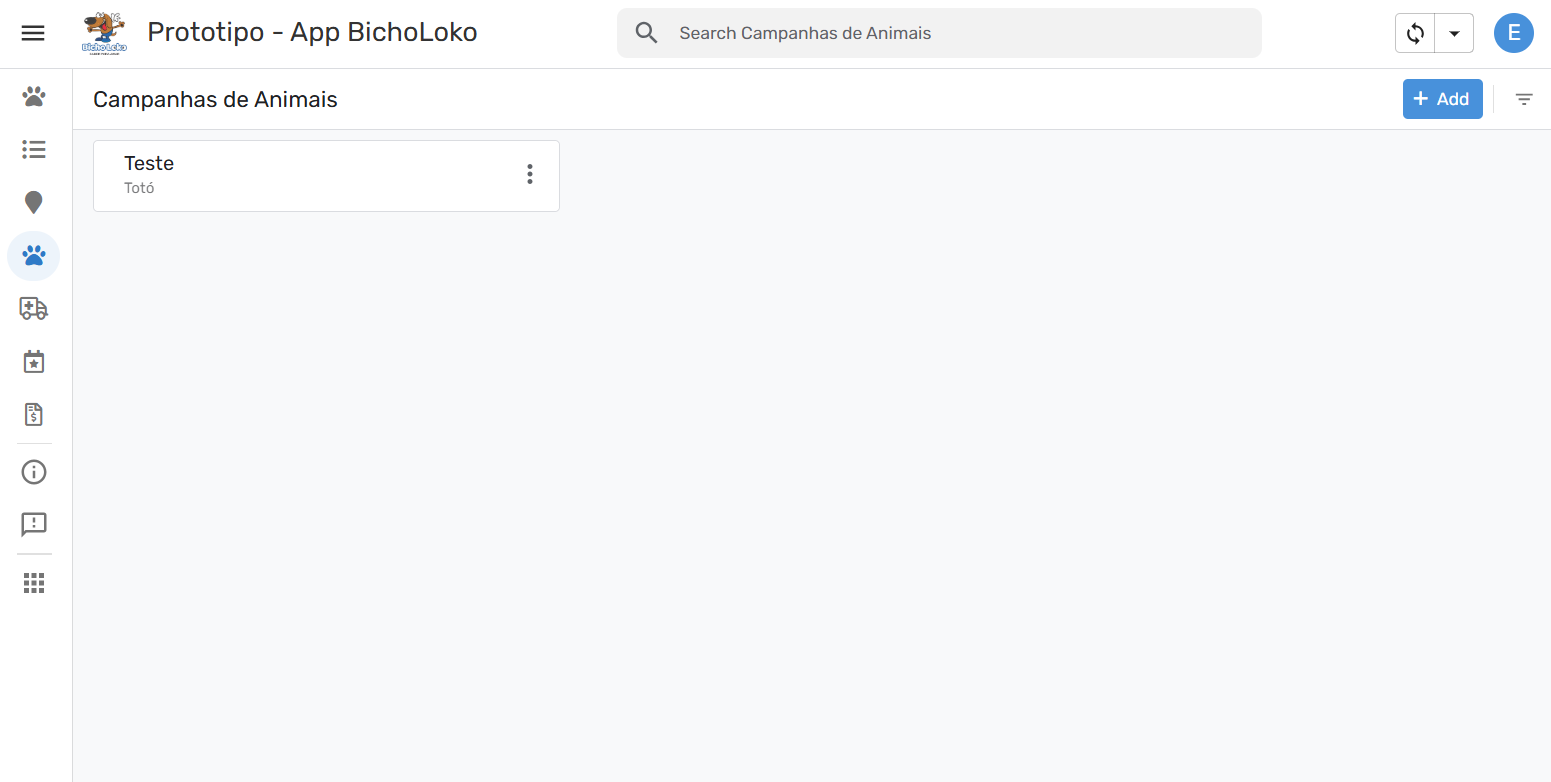 BichoLoko
Prototipo - App BichoLoko
Search Campanhas de Animais
E
Campanhas de Animais
+ Add
Teste
Totó